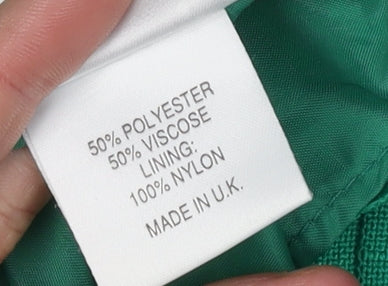 50% POLYESTER
50% VISCOSE
LINING:
100% NYLON
MADE IN U.K.